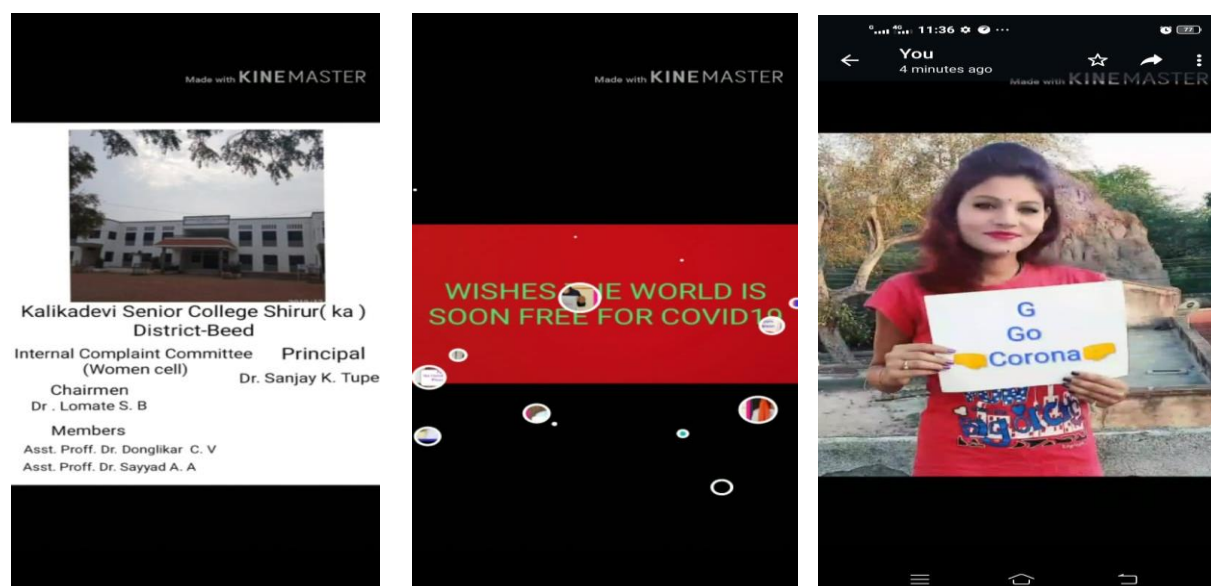 Made with KINEMASTER
Kalikadevi Senior College Shirur( ka )
District-Beed
Internal Complaint Committee
(Women cell)
Principal
Dr. Sanjay K. Tupe
Chairmen
Dr . Lomate S. B
Members
Asst. Proff. Dr. Donglikar C. V
Asst. Proff. Dr. Sayyad A. A
Made with KINEMASTER
WISHES WORLD IS
SOON FREE FOR COVID19
11:36
77
You
4 minutes ago
Made with KINEMASTER
G
Go
Corona